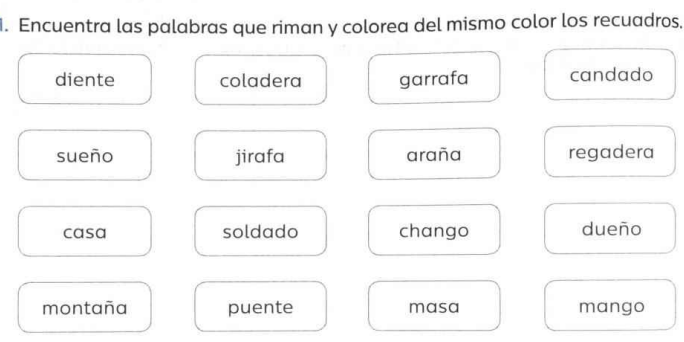 1. Encuentra las palabras que riman y colorea del mismo color los recuadros.
diente coladera garrafa candado
sueño jirafa araña regadera
casa soldado chango dueño
montaña puente masa mango